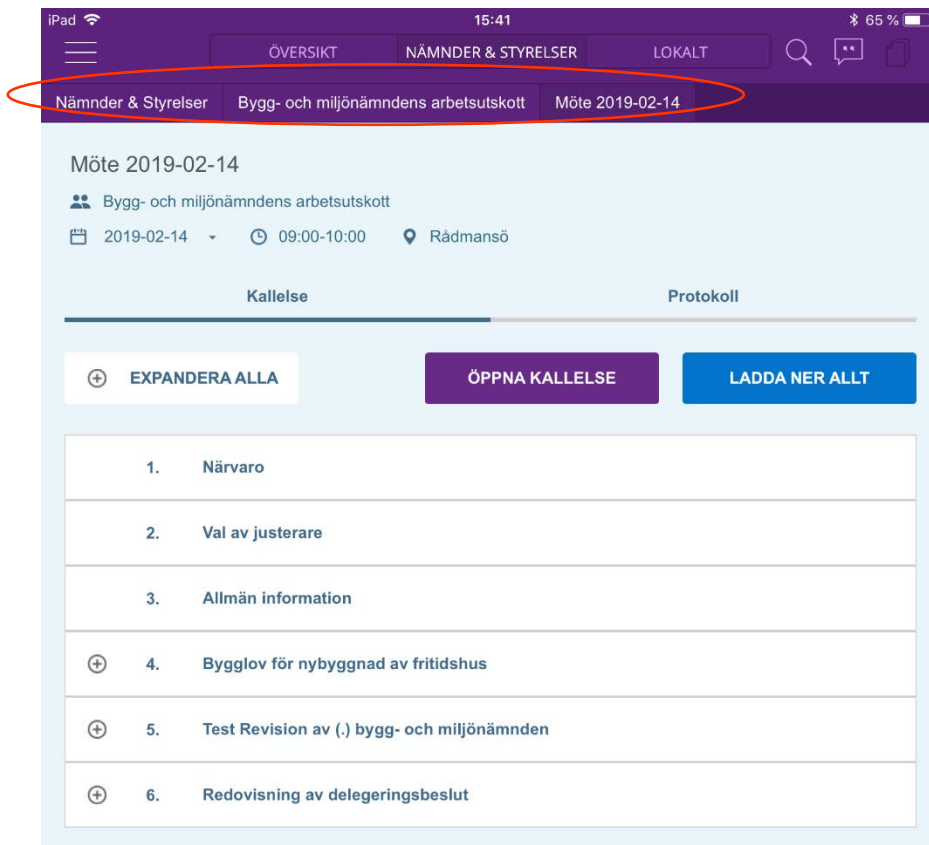 iPad 15:41 65 %
ÖVERSIKT NÄMNDER & STYRELSER LOKALT
Nämnder & Styrelser Bygg- och miljönämndens arbetsutskott Möte 2019-02-14
Möte 2019-02-14
Bygg- och miljönämndens arbetsutskott
2019-02-14 09:00-10:00 Rådmansö
Kallelse Protokoll
EXPANDERA ALLA ÖPPNA KALLELSE LADDA NER ALLT
1. Närvaro
2. Val av justerare
3. Allmän information
4. Bygglov för nybyggnad av fritidshus
5. Test Revision av (.) bygg- och miljönämnden
6. Redovisning av delegeringsbeslut